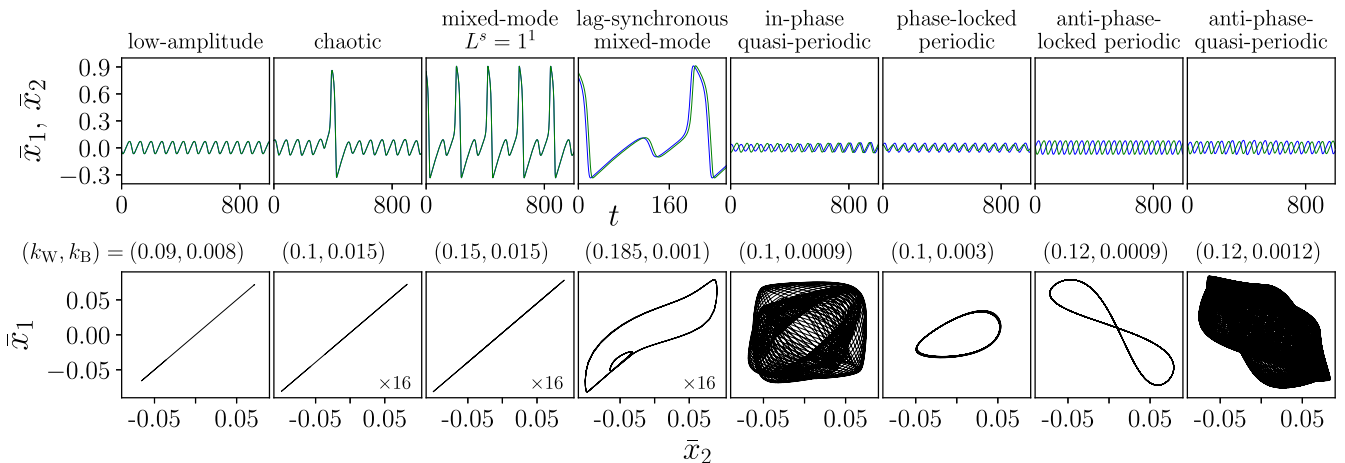 mixed-mode lag-synchronous in-phase phase-locked anti-phase- anti-phase-
low-amplitude chaotic Lˢ = 1¹ mixed-mode quasi-periodic periodic locked periodic quasi-periodic
x̄₁, x̄₂
0.9
0.6
0.3
0.0
−0.3
0 800 0 800 0 800 0 160 0 800 0 800 0 800 0 800
t
(k_W, k_B) = (0.09, 0.008) (0.1, 0.015) (0.15, 0.015) (0.185, 0.001) (0.1, 0.0009) (0.1, 0.003) (0.12, 0.0009) (0.12, 0.0012)
x̄₁
0.05
0.00
−0.05
×16 ×16 ×16
-0.05 0.05 -0.05 0.05 -0.05 0.05 -0.05 0.05 -0.05 0.05 -0.05 0.05 -0.05 0.05 -0.05 0.05
x̄₂